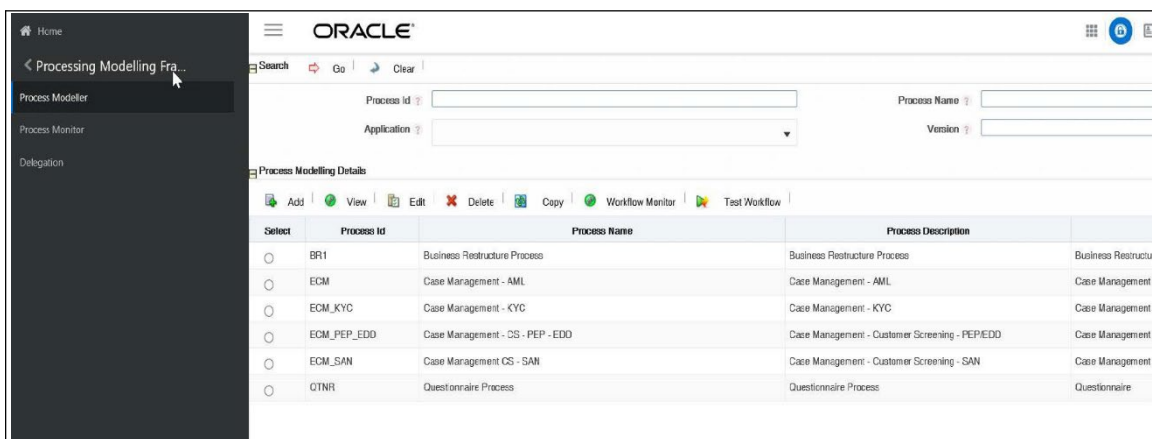 Home
Processing Modelling Fra...
Process Modeller
Process Monitor
Delegation
ORACLE
Search Go Clear
Process Id ? Process Name ?
Application ? Version ?
Process Modelling Details
Add View Edit Delete Copy Workflow Monitor Test Workflow
Select Process Id Process Name Process Description
BR1 Business Restructure Process Business Restructure Process Business Restructu
ECM Case Management - AML Case Management - AML Case Management
ECM_KYC Case Management - KYC Case Management - KYC Case Management
ECM_PEP_EDD Case Management - CS - PEP - EDD Case Management - Customer Screening - PEP/EDD Case Management
ECM_SAN Case Management CS - SAN Case Management - Customer Screening - SAN Case Management
QTNR Questionnaire Process Questionnaire Process Questionnaire